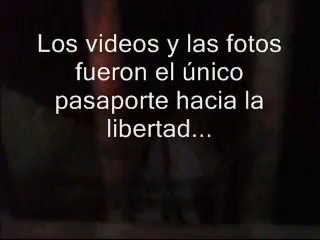 Los videos y las fotos
fueron el único
pasaporte hacia la
libertad...